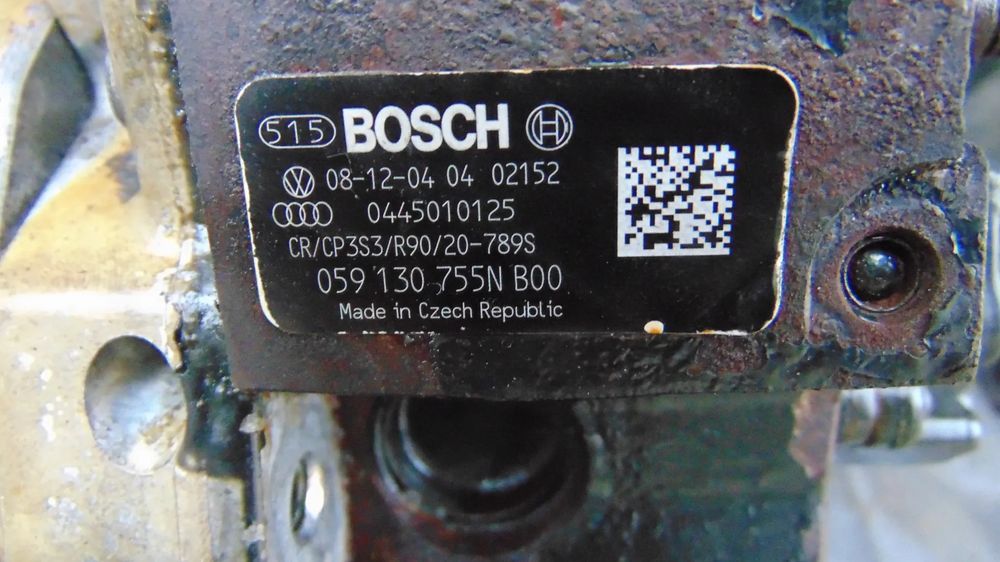 515 BOSCH
08-12-04 04 02152
0445010125
CR/CP3S3/R90/20-789S
059 130 755N B00
Made in Czech Republic